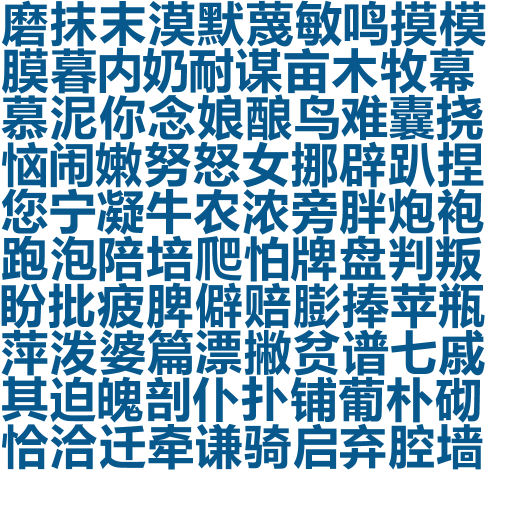 磨抹末漠默蔑敏鸣摸模
膜暮内奶耐谋亩木牧幕
慕泥你念娘酿鸟难囊挠
恼闹嫩努怒女挪辟趴捏
您宁凝牛农浓旁胖炮袍
跑泡陪培爬怕牌盘判叛
盼批疲脾僻赔膨捧苹瓶
萍泼婆篇漂撇贫谱七戚
其迫魄剖仆扑铺葡朴砌
恰洽迁牵谦骑启弃腔墙